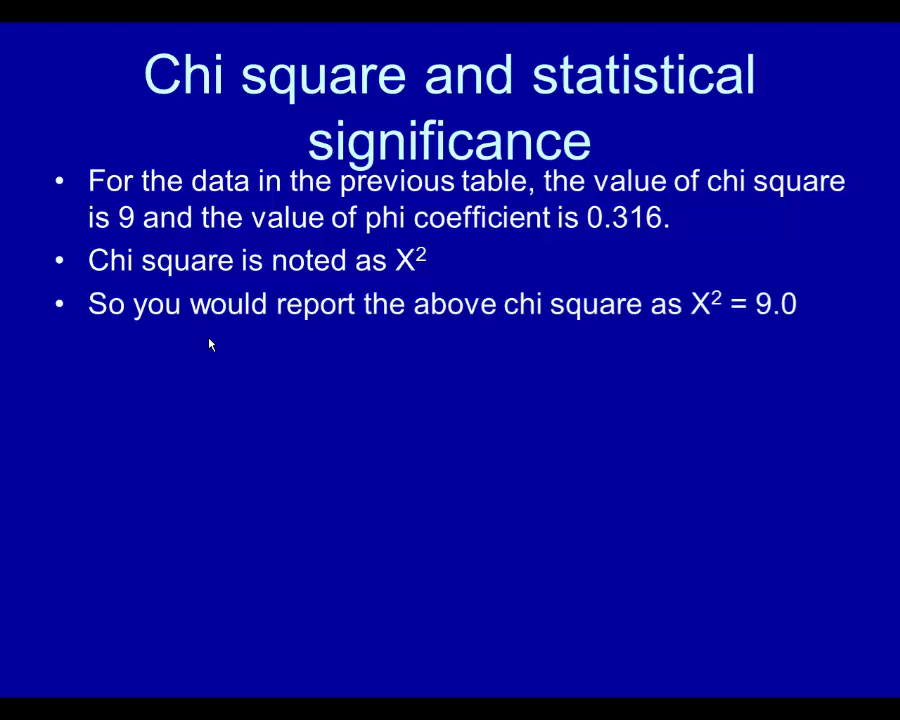 Chi square and statistical
significance
• For the data in the previous table, the value of chi square
is 9 and the value of phi coefficient is 0.316.
• Chi square is noted as X²
• So you would report the above chi square as X² = 9.0